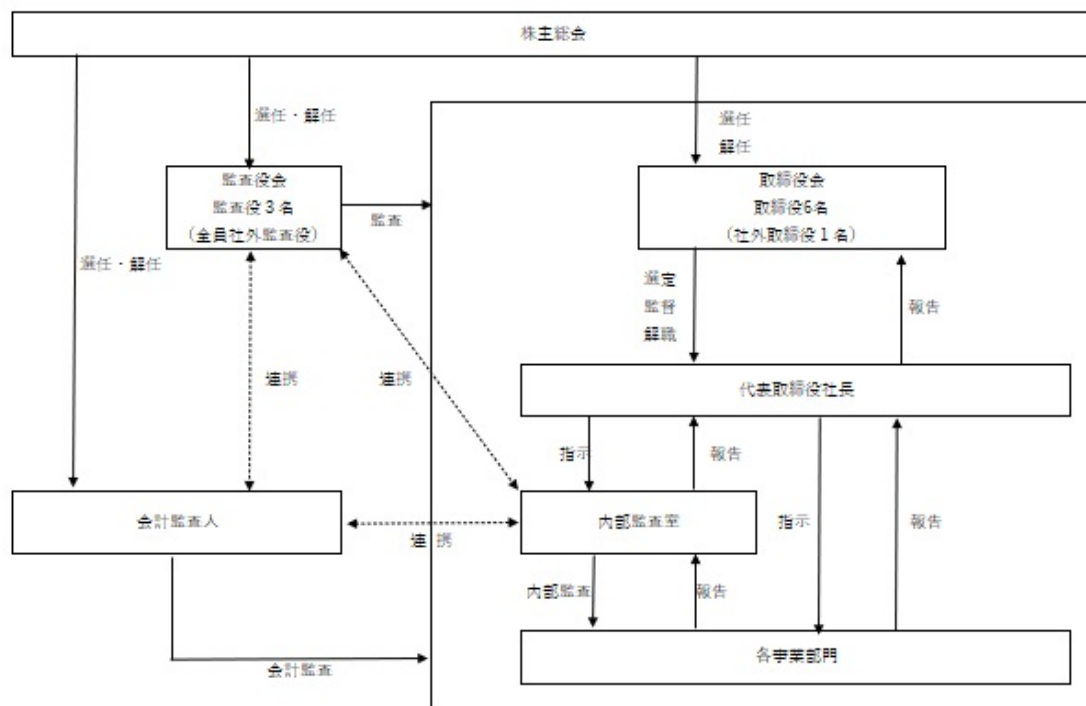 株主総会
選任・解任
選任
解任
監査役会
監査役３名
（全員社外監査役）
監査
取締役会
取締役6名
（社外取締役１名）
選任・解任
選定
監督
解職
報告
連携
連携
代表取締役社長
指示
報告
指示
報告
会計監査人
連携
内部監査室
内部監査
報告
会計監査
各事業部門